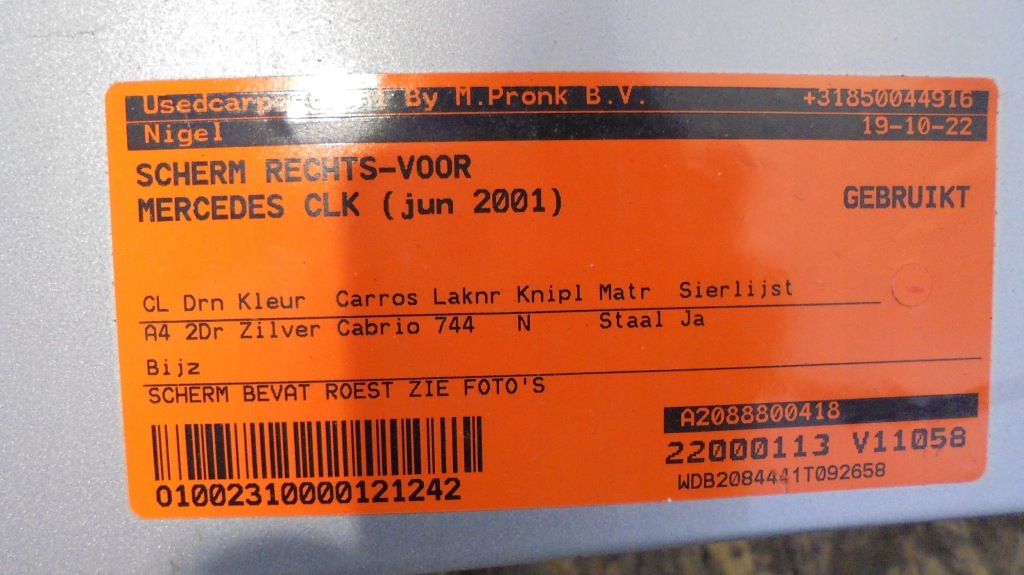 By M.Pronk B.V. +31850044916
Nigel 19-10-22
SCHERM RECHTS-VOOR
MERCEDES CLK (jun 2001) GEBRUIKT
CL Drn Kleur Carros Laknr Knipl Matr Sierlijst
A4 2Dr Zilver Cabrio 744 N Staal Ja
Bijz
SCHERM BEVAT ROEST ZIE FOTO'S
A2088800418
22000113 V11058
WDB2084441T092658
01002310000121242